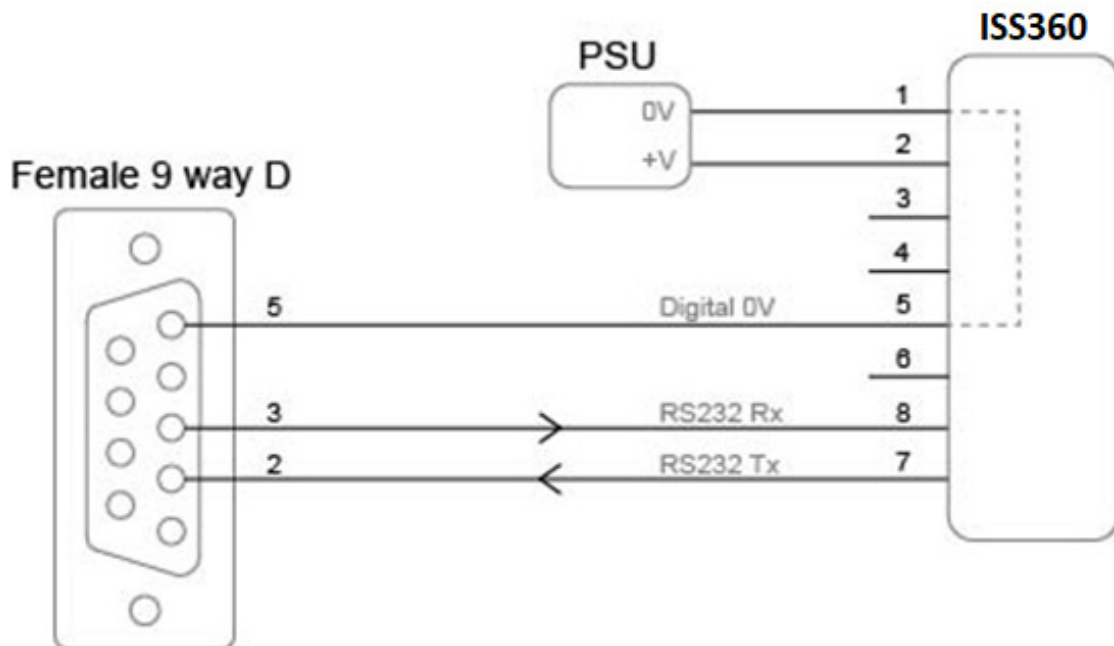 ISS360
PSU
0V 1
+V 2
3
Female 9 way D
4
5 Digital 0V 5
6
3 RS232 Rx 8
2 RS232 Tx 7